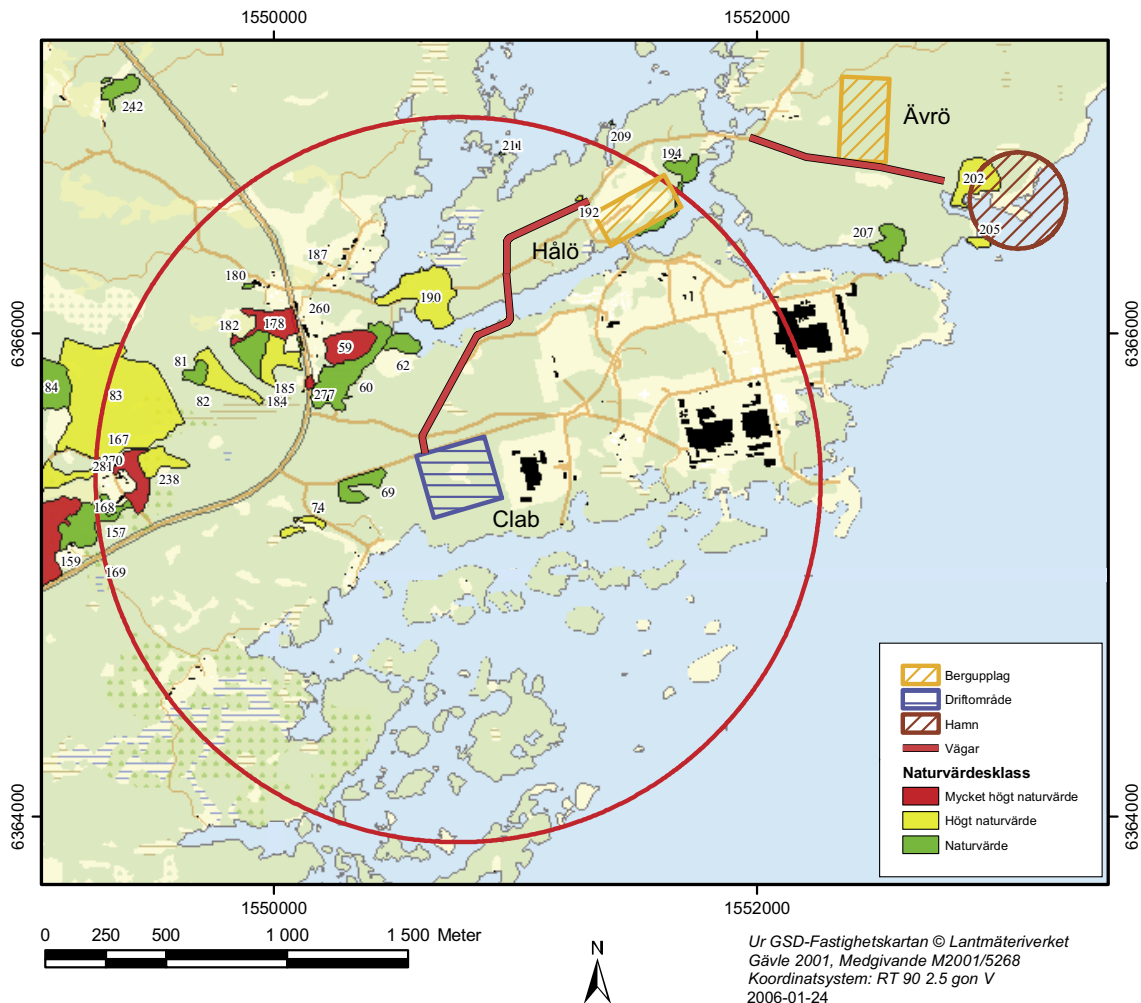 1550000
1552000
242
211
209
194
Ävrö
202
192
205
207
Hålö
187
180
190
260
182
178
6366000
6366000
59
81
62
84
83
185
277
60
82
184
167
270
281
238
168
69
74
Clab
157
159
169
Bergupplag
Driftområde
Hamn
Vägar
Naturvärdesklass
Mycket högt naturvärde
Högt naturvärde
Naturvärde
6364000
6364000
1550000
1552000
0 250 500 1 000 1 500 Meter
N
Ur GSD-Fastighetskartan © Lantmäteriverket
Gävle 2001, Medgivande M2001/5268
Koordinatsystem: RT 90 2.5 gon V
2006-01-24